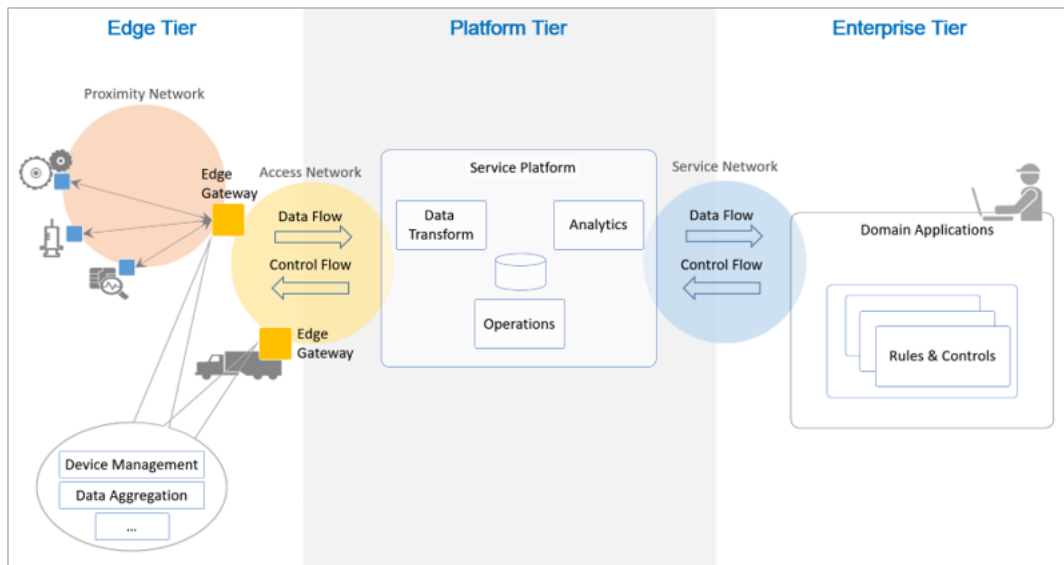 Edge Tier
Platform Tier
Enterprise Tier
Proximity Network
Edge
Gateway
Access Network
Data Flow
Control Flow
Edge
Gateway
Device Management
Data Aggregation
...
Service Platform
Data
Transform
Analytics
Operations
Service Network
Data Flow
Control Flow
Domain Applications
Rules & Controls